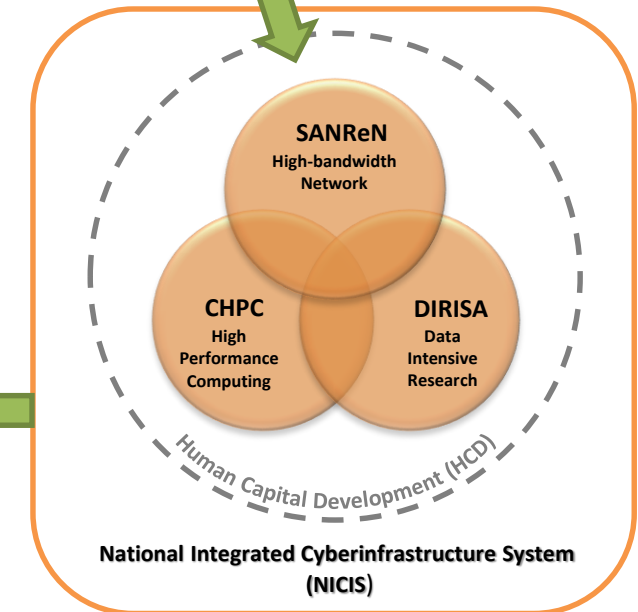 SANReN
High-bandwidth
Network
CHPC
High
Performance
Computing
DIRISA
Data
Intensive
Research
Human Capital Development (HCD)
National Integrated Cyberinfrastructure System
(NICIS)